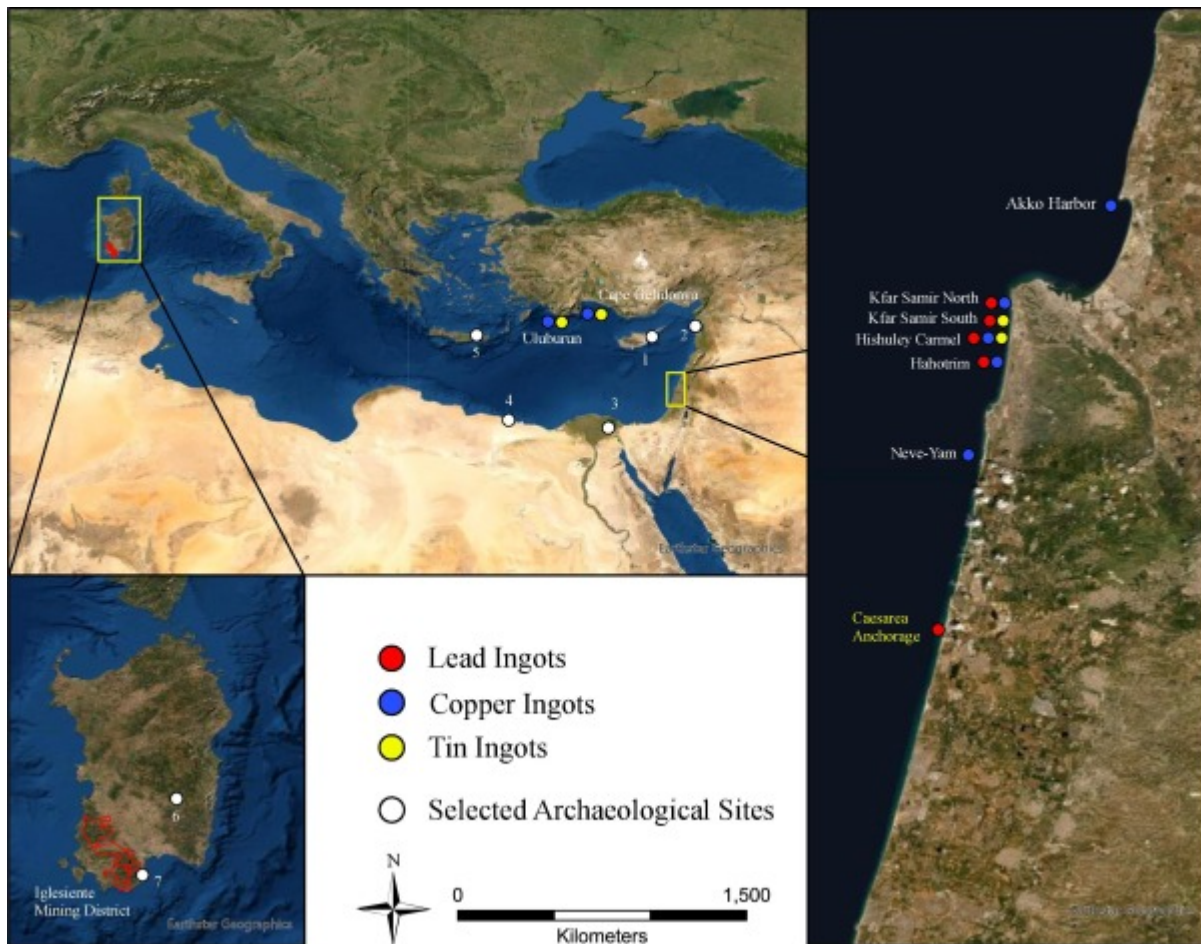 Cape Gelidonya
Uluburun
1
2
3
4
5
Earthstar Geographics
Akko Harbor
Kfar Samir North
Kfar Samir South
Hishuley Carmel
Hahotrim
Neve-Yam
Caesarea
Anchorage
Earthstar Geographics
6
7
Iglesiente
Mining District
Earthstar Geographics
Lead Ingots
Copper Ingots
Tin Ingots
Selected Archaeological Sites
N
0 1,500
Kilometers